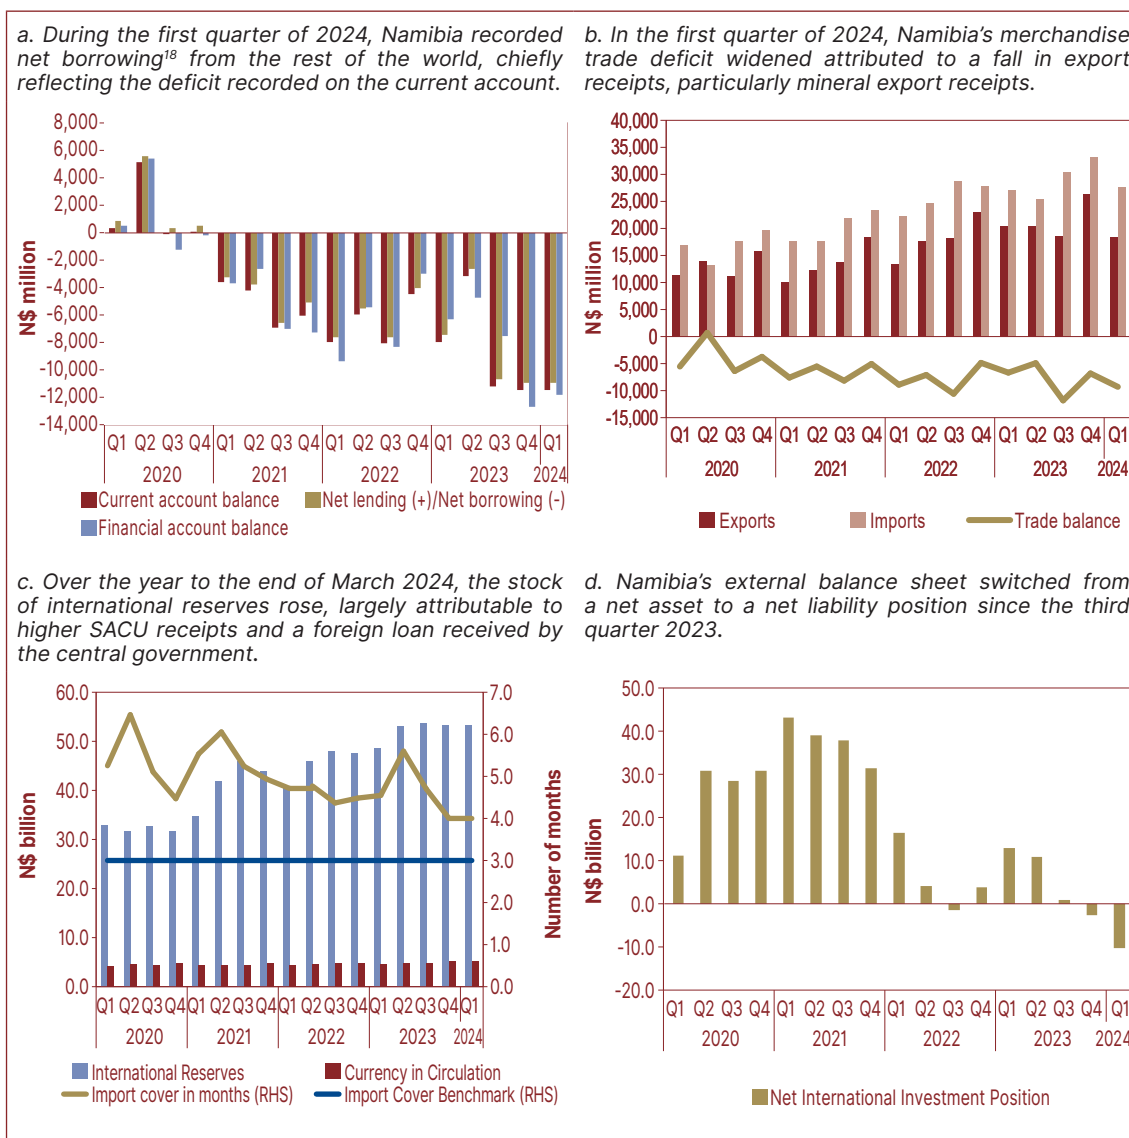 a. During the first quarter of 2024, Namibia recorded
net borrowing18 from the rest of the world, chiefly
reflecting the deficit recorded on the current account.
b. In the first quarter of 2024, Namibia's merchandise
trade deficit widened attributed to a fall in export
receipts, particularly mineral export receipts.
N$ million
8,000
6,000
4,000
2,000
0
-2,000
-4,000
-6,000
-8,000
-10,000
-12,000
-14,000
Q1 Q2 Q3 Q4 Q1 Q2 Q3 Q4 Q1 Q2 Q3 Q4 Q1 Q2 Q3 Q4 Q1
2020 2021 2022 2023 2024
Current account balance Net lending (+)/Net borrowing (-)
Financial account balance
N$ million
40,000
35,000
30,000
25,000
20,000
15,000
10,000
5,000
0
-5,000
-10,000
-15,000
Q1 Q2 Q3 Q4 Q1 Q2 Q3 Q4 Q1 Q2 Q3 Q4 Q1 Q2 Q3 Q4 Q1
2020 2021 2022 2023 2024
Exports Imports Trade balance
c. Over the year to the end of March 2024, the stock
of international reserves rose, largely attributable to
higher SACU receipts and a foreign loan received by
the central government.
d. Namibia's external balance sheet switched from
a net asset to a net liability position since the third
quarter 2023.
N$ billion
60.0
50.0
40.0
30.0
20.0
10.0
0.0
7.0
6.0
5.0
4.0
3.0
2.0
1.0
0.0
Number of months
Q1 Q2 Q3 Q4 Q1 Q2 Q3 Q4 Q1 Q2 Q3 Q4 Q1 Q2 Q3 Q4 Q1
2020 2021 2022 2023 2024
International Reserves Currency in Circulation
Import cover in months (RHS) Import Cover Benchmark (RHS)
N$ billion
50.0
40.0
30.0
20.0
10.0
0.0
-10.0
-20.0
Q1 Q2 Q3 Q4 Q1 Q2 Q3 Q4 Q1 Q2 Q3 Q4 Q1 Q2 Q3 Q4 Q1
2020 2021 2022 2023 2024
Net International Investment Position